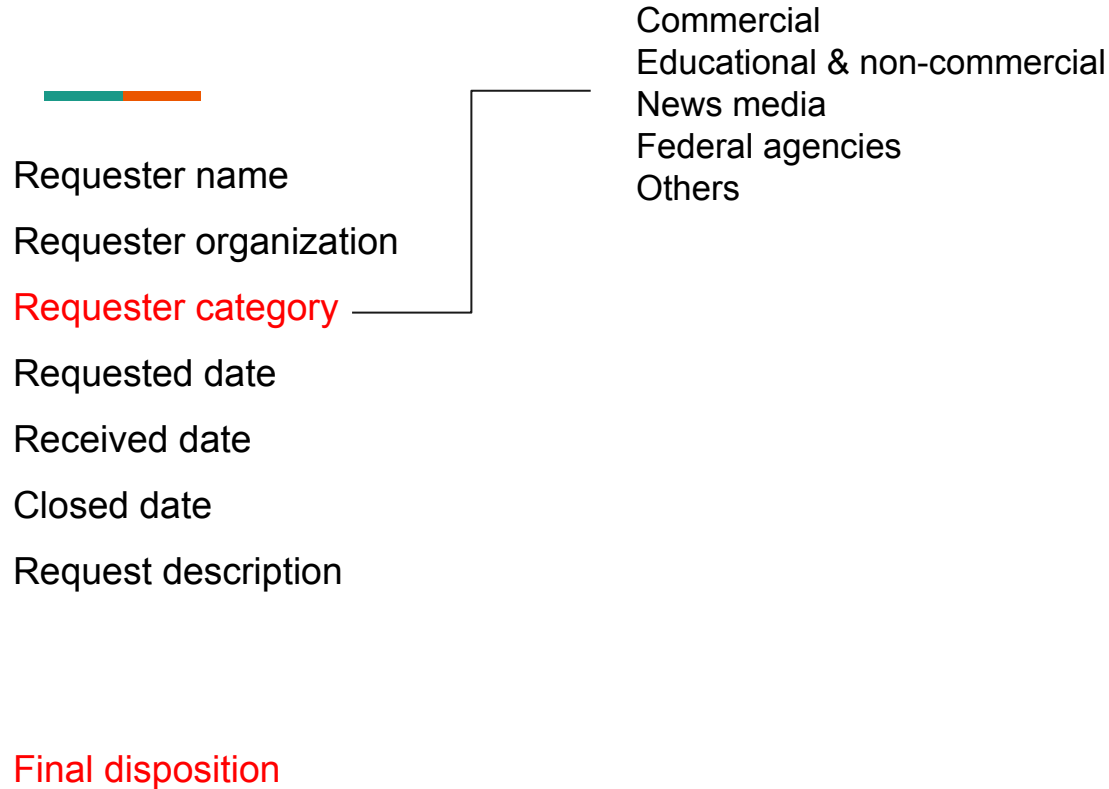 Commercial
Educational & non-commercial
News media
Federal agencies
Others
Requester name
Requester organization
Requester category
Requested date
Received date
Closed date
Request description
Final disposition